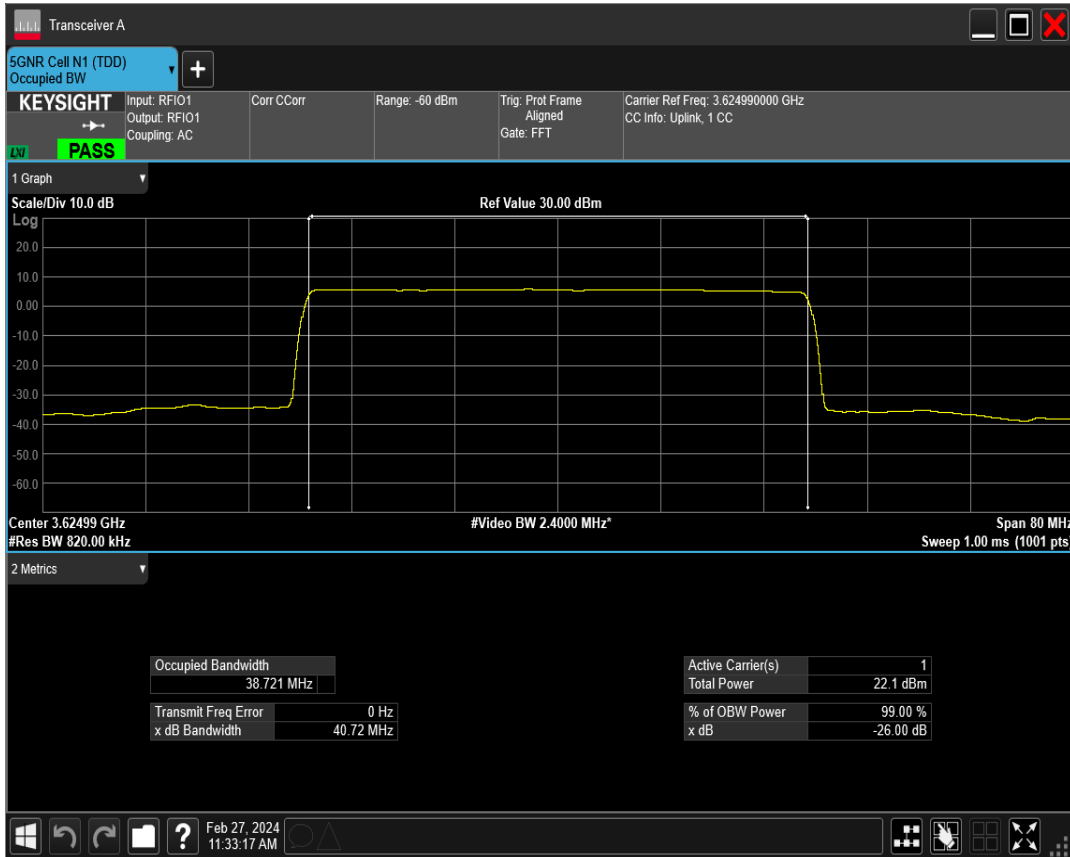 Transceiver A
5GNR Cell N1 (TDD)
Occupied BW
+
KEYSIGHT
LXI
PASS
Input: RFIO1
Output: RFIO1
Coupling: AC
Corr CCorr
Range: -60 dBm
Trig: Prot Frame
Aligned
Gate: FFT
Carrier Ref Freq: 3.624990000 GHz
CC Info: Uplink, 1 CC
1 Graph
Scale/Div 10.0 dB
Ref Value 30.00 dBm
Log
20.0
10.0
0.00
-10.0
-20.0
-30.0
-40.0
-50.0
-60.0
Center 3.62499 GHz
#Video BW 2.4000 MHz*
Span 80 MHz
#Res BW 820.00 kHz
Sweep 1.00 ms (1001 pts)
2 Metrics
Occupied Bandwidth
38.721 MHz
Transmit Freq Error 0 Hz
x dB Bandwidth 40.72 MHz
Active Carrier(s) 1
Total Power 22.1 dBm
% of OBW Power 99.00 %
x dB -26.00 dB
?
Feb 27, 2024
11:33:17 AM